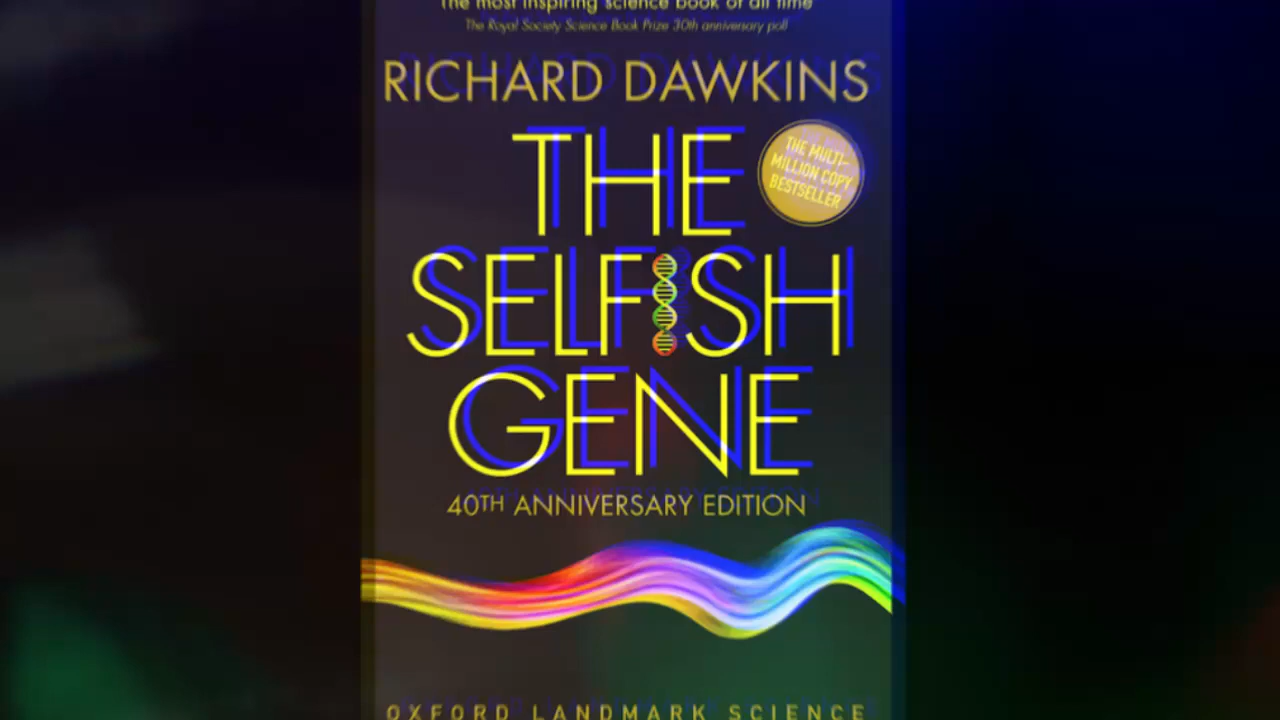 The most inspiring science book of all time
The Royal Society Science Book Prize 30th anniversary poll
RICHARD DAWKINS
THE
SELFISH
GENE
THE MULTI-
MILLION COPY
BESTSELLER
40TH ANNIVERSARY EDITION
OXFORD LANDMARK SCIENCE